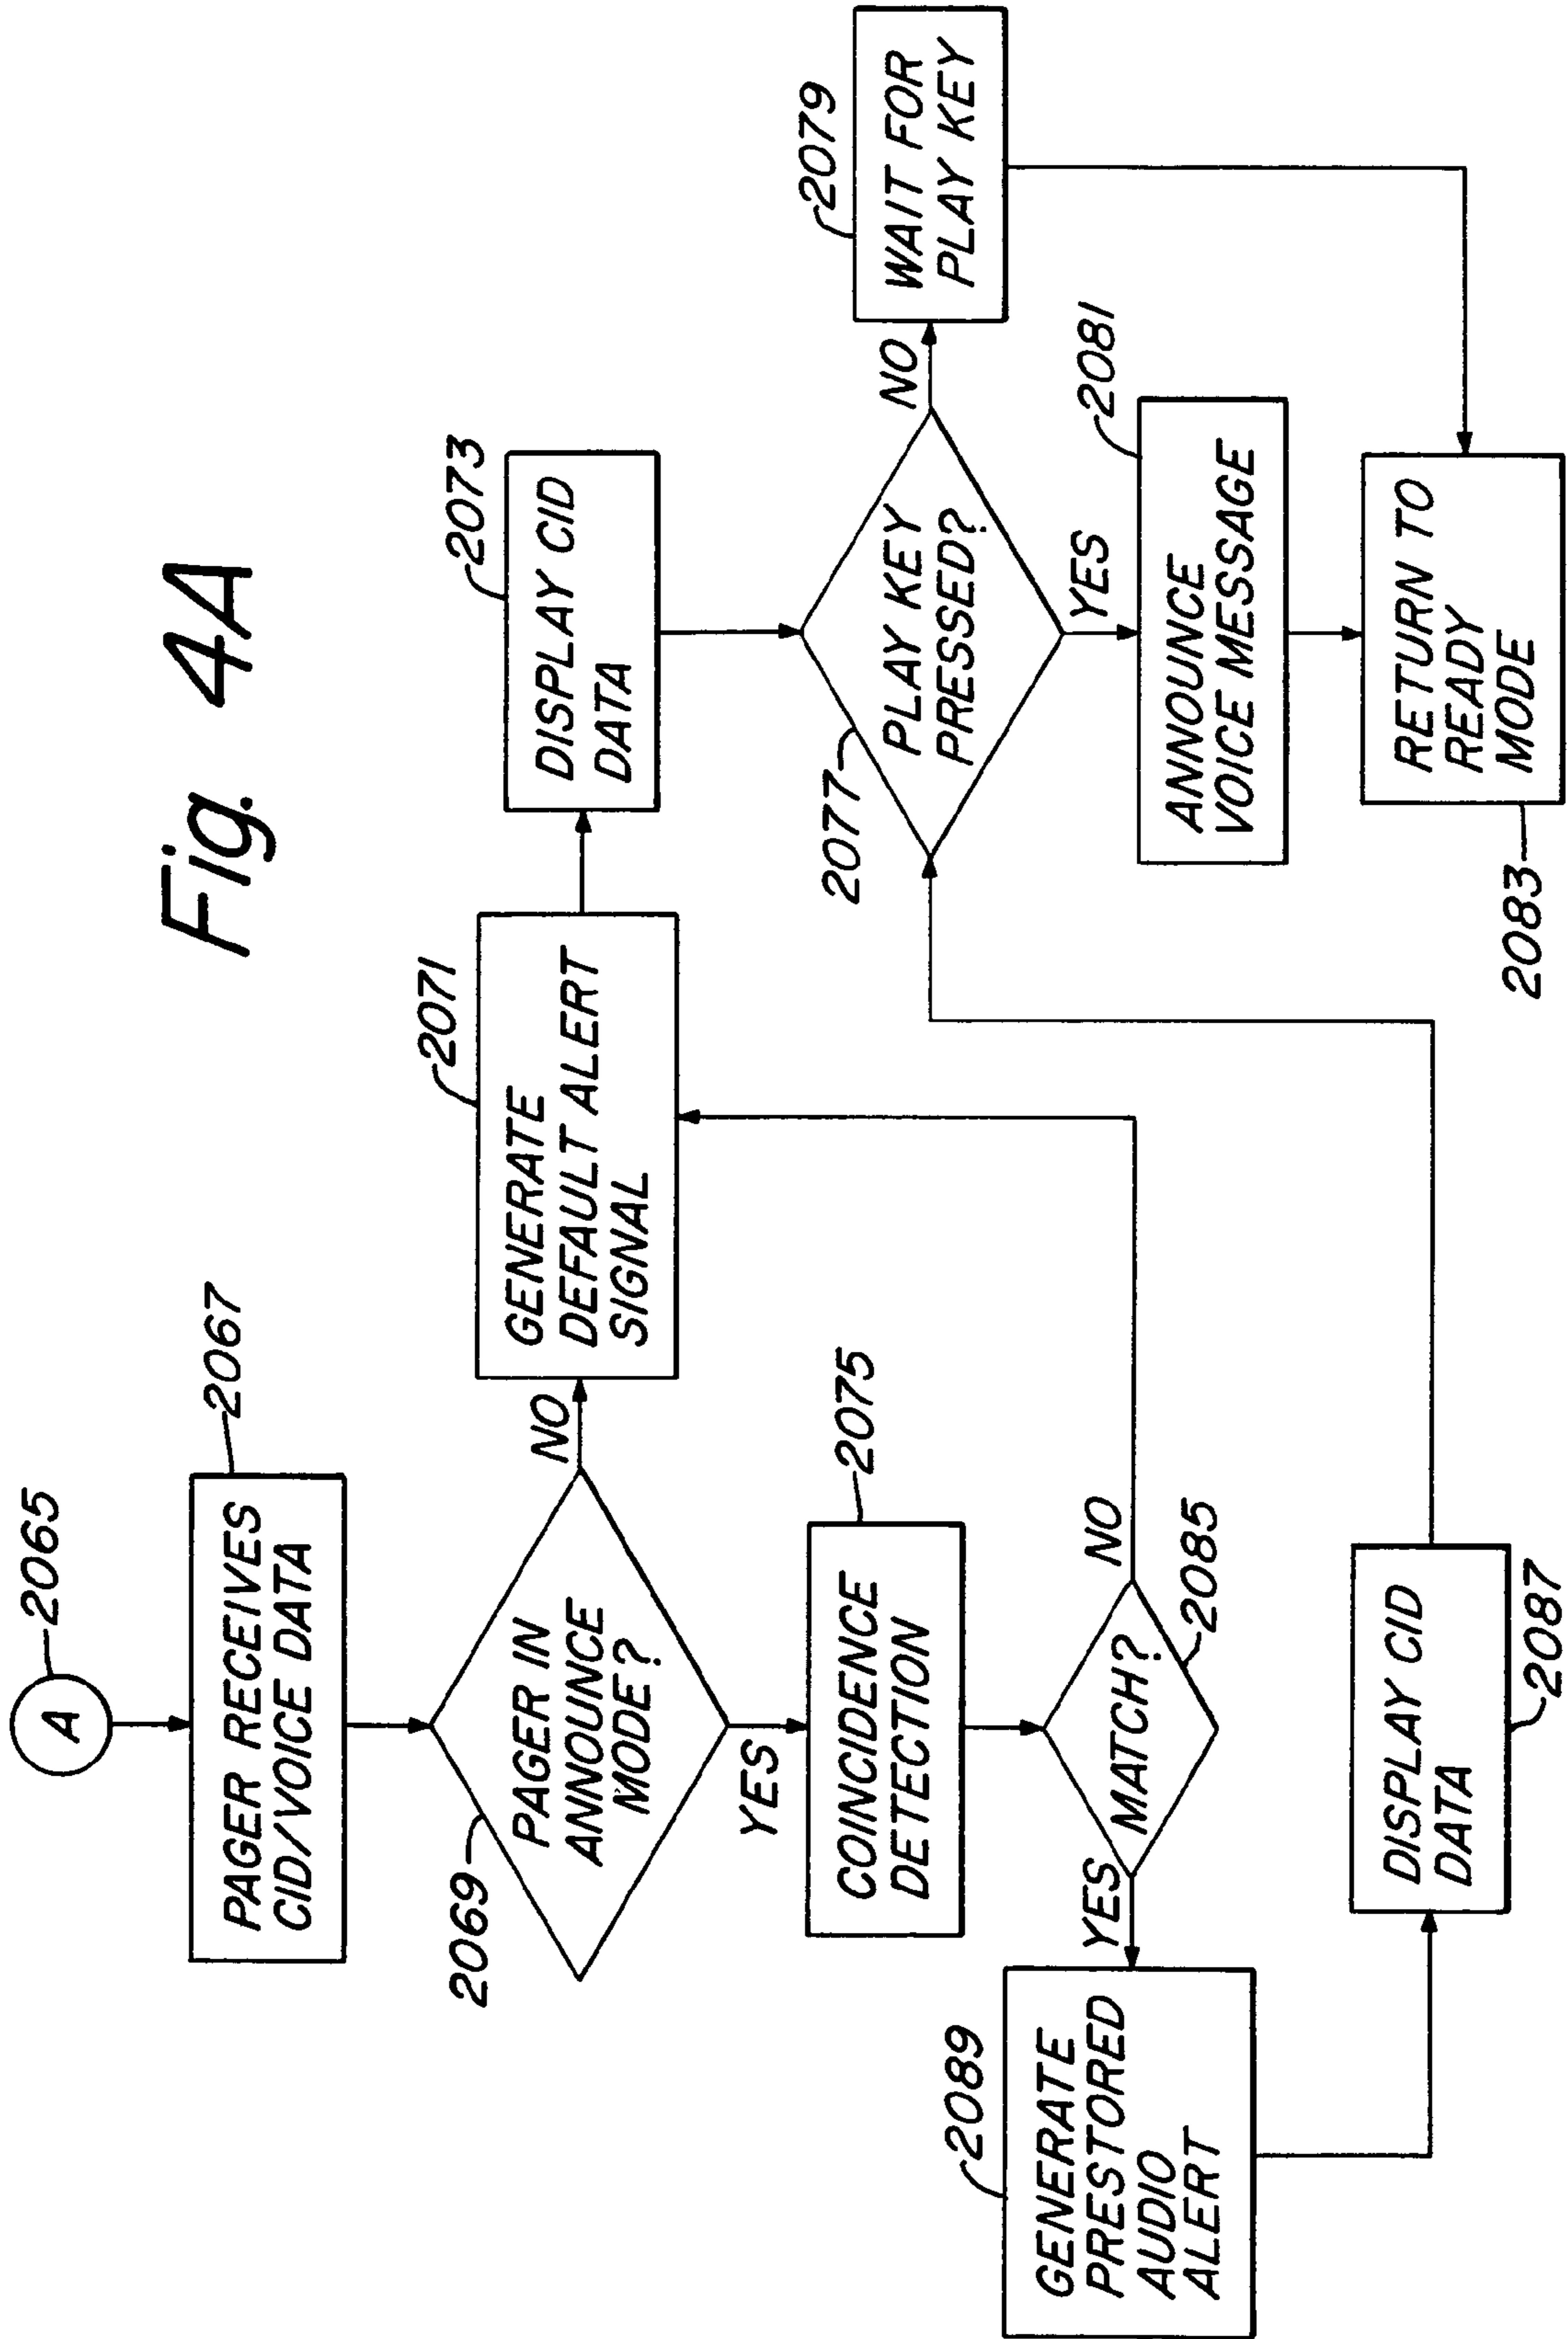 Fig. 4A
A
2065
PAGER RECEIVES
CID/VOICE DATA
2067
PAGER IN
ANNOUNCE
MODE?
2069
NO
YES
GENERATE
DEFAULT ALERT
SIGNAL
2071
DISPLAY CID
DATA
2073
COINCIDENCE
DETECTION
2075
MATCH?
2085
NO
YES
GENERATE
PRESTORED
AUDIO
ALERT
2089
DISPLAY CID
DATA
2087
PLAY KEY
PRESSED?
2077
NO
YES
WAIT FOR
PLAY KEY
2079
ANNOUNCE
VOICE MESSAGE
2081
RETURN TO
READY
MODE
2083